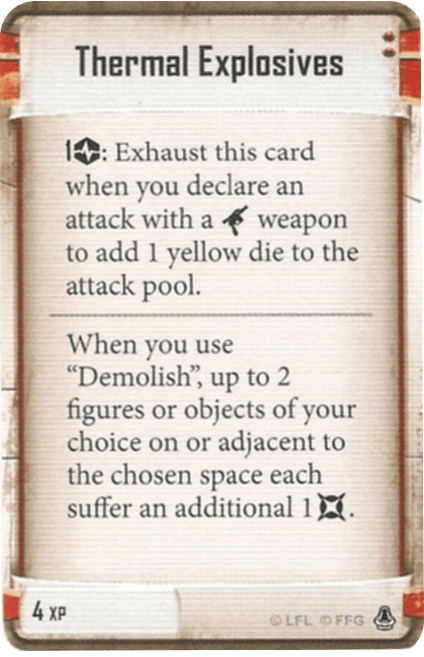 Thermal Explosives
1: Exhaust this card
when you declare an
attack with a weapon
to add 1 yellow die to the
attack pool.
When you use
“Demolish”, up to 2
figures or objects of your
choice on or adjacent to
the chosen space each
suffer an additional 1.
4 XP
© LFL © FFG